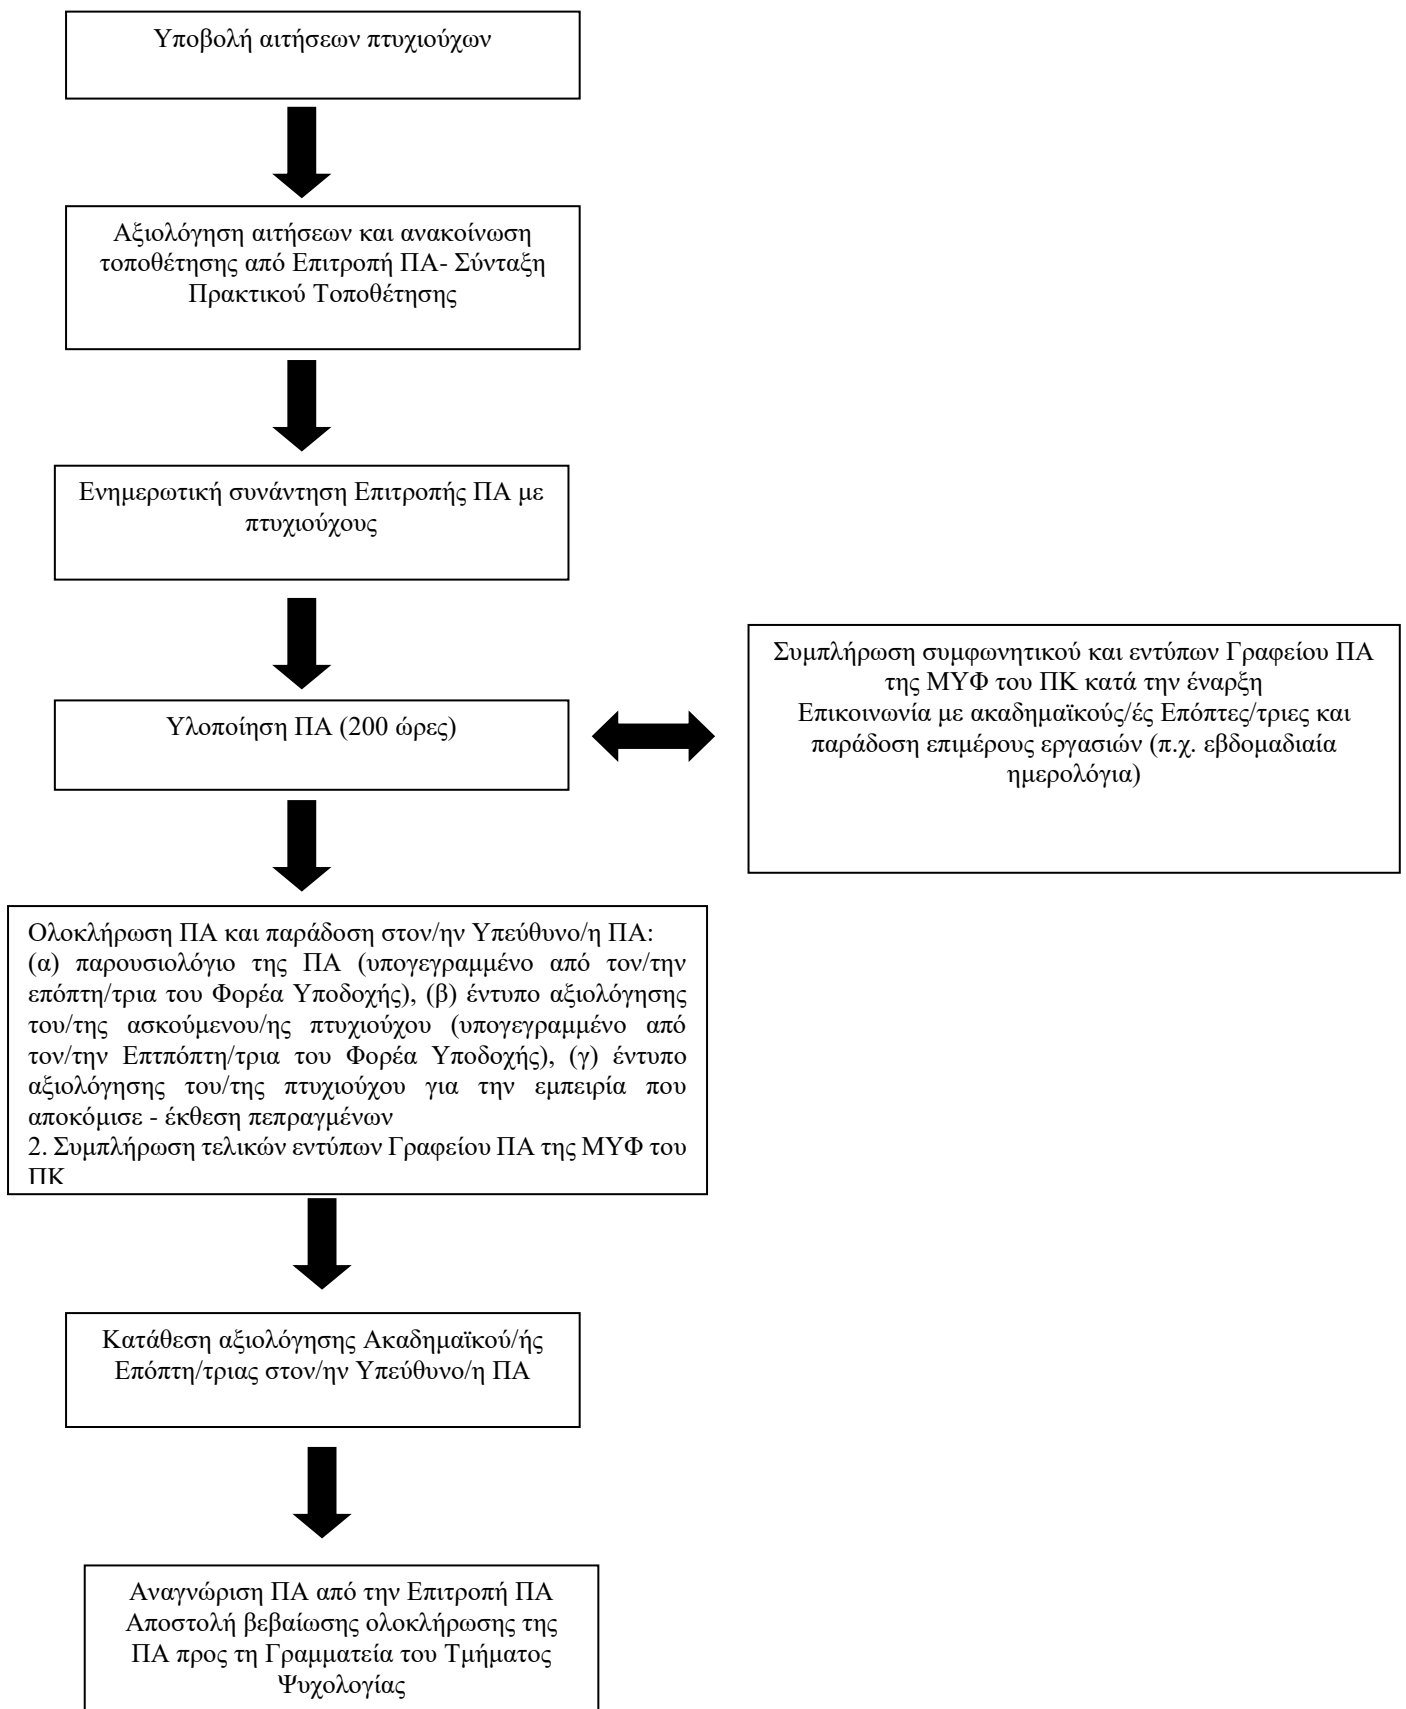 Υποβολή αιτήσεων πτυχιούχων
Αξιολόγηση αιτήσεων και ανακοίνωση
τοποθέτησης από Επιτροπή ΠΑ- Σύνταξη
Πρακτικού Τοποθέτησης
Ενημερωτική συνάντηση Επιτροπής ΠΑ με
πτυχιούχους
Υλοποίηση ΠΑ (200 ώρες)
Συμπλήρωση συμφωνητικού και εντύπων Γραφείου ΠΑ
της ΜΥΦ του ΠΚ κατά την έναρξη
Επικοινωνία με ακαδημαϊκούς/ές Επόπτες/τριες και
παράδοση επιμέρους εργασιών (π.χ. εβδομαδιαία
ημερολόγια)
Ολοκλήρωση ΠΑ και παράδοση στον/ην Υπεύθυνο/η ΠΑ:
(α) παρουσιολόγιο της ΠΑ (υπογεγραμμένο από τον/την
επόπτη/τρια του Φορέα Υποδοχής), (β) έντυπο αξιολόγησης
του/της ασκούμενου/ης πτυχιούχου (υπογεγραμμένο από
τον/την Επτπόπτη/τρια του Φορέα Υποδοχής), (γ) έντυπο
αξιολόγησης του/της πτυχιούχου για την εμπειρία που
αποκόμισε - έκθεση πεπραγμένων
2. Συμπλήρωση τελικών εντύπων Γραφείου ΠΑ της ΜΥΦ του
ΠΚ
Κατάθεση αξιολόγησης Ακαδημαϊκού/ής
Επόπτη/τριας στον/ην Υπεύθυνο/η ΠΑ
Αναγνώριση ΠΑ από την Επιτροπή ΠΑ
Αποστολή βεβαίωσης ολοκλήρωσης της
ΠΑ προς τη Γραμματεία του Τμήματος
Ψυχολογίας